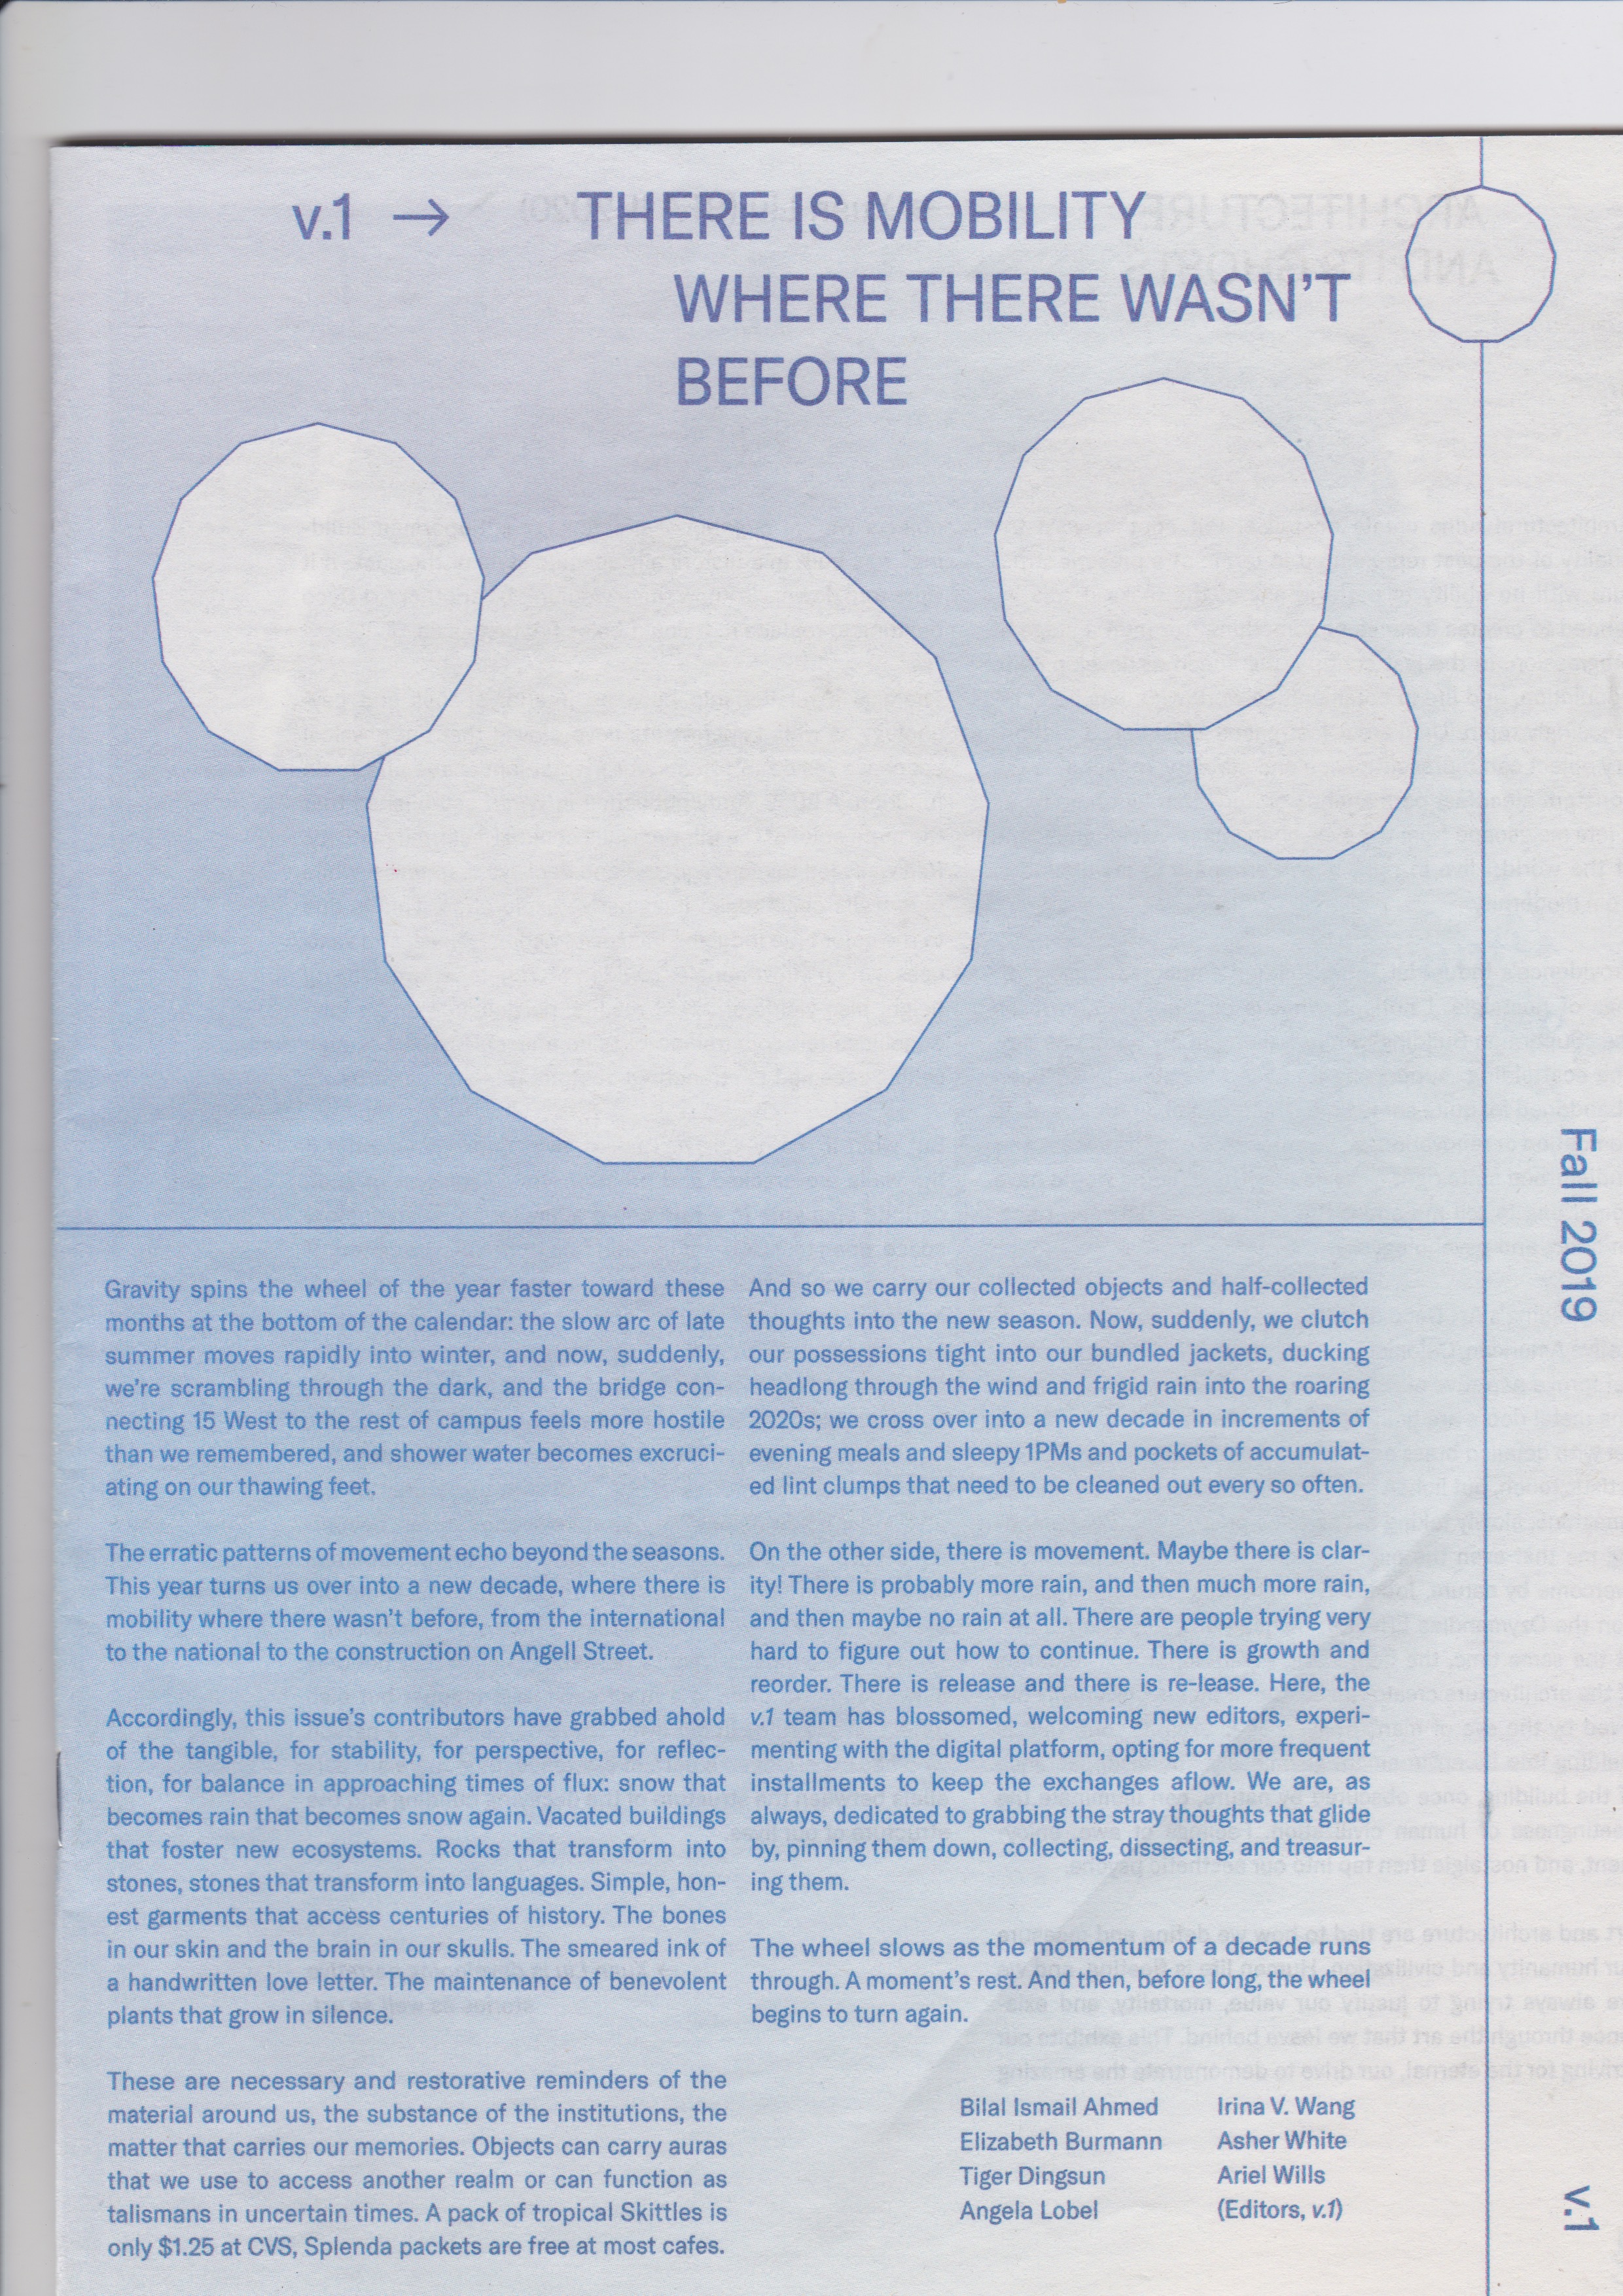 v.1 → THERE IS MOBILITY
WHERE THERE WASN'T
BEFORE
Gravity spins the wheel of the year faster toward these
months at the bottom of the calendar: the slow arc of late
summer moves rapidly into winter, and now, suddenly,
we're scrambling through the dark, and the bridge con-
necting 15 West to the rest of campus feels more hostile
than we remembered, and shower water becomes excruci-
ating on our thawing feet.
The erratic patterns of movement echo beyond the seasons.
This year turns us over into a new decade, where there is
mobility where there wasn't before, from the international
to the national to the construction on Angell Street.
Accordingly, this issue's contributors have grabbed ahold
of the tangible, for stability, for perspective, for reflec-
tion, for balance in approaching times of flux: snow that
becomes rain that becomes snow again. Vacated buildings
that foster new ecosystems. Rocks that transform into
stones, stones that transform into languages. Simple, hon-
est garments that access centuries of history. The bones
in our skin and the brain in our skulls. The smeared ink of
a handwritten love letter. The maintenance of benevolent
plants that grow in silence.
These are necessary and restorative reminders of the
material around us, the substance of the institutions, the
matter that carries our memories. Objects can carry auras
that we use to access another realm or can function as
talismans in uncertain times. A pack of tropical Skittles is
only $1.25 at CVS, Splenda packets are free at most cafes.
And so we carry our collected objects and half-collected
thoughts into the new season. Now, suddenly, we clutch
our possessions tight into our bundled jackets, ducking
headlong through the wind and frigid rain into the roaring
2020s; we cross over into a new decade in increments of
evening meals and sleepy 1PMs and pockets of accumulat-
ed lint clumps that need to be cleaned out every so often.
On the other side, there is movement. Maybe there is clar-
ity! There is probably more rain, and then much more rain,
and then maybe no rain at all. There are people trying very
hard to figure out how to continue. There is growth and
reorder. There is release and there is re-lease. Here, the
v.1 team has blossomed, welcoming new editors, experi-
menting with the digital platform, opting for more frequent
installments to keep the exchanges aflow. We are, as
always, dedicated to grabbing the stray thoughts that glide
by, pinning them down, collecting, dissecting, and treasur-
ing them.
The wheel slows as the momentum of a decade runs
through. A moment's rest. And then, before long, the wheel
begins to turn again.
Bilal Ismail Ahmed
Elizabeth Burmann
Tiger Dingsun
Angela Lobel
Irina V. Wang
Asher White
Ariel Wills
(Editors, v.1)
Fall 2019
v.1